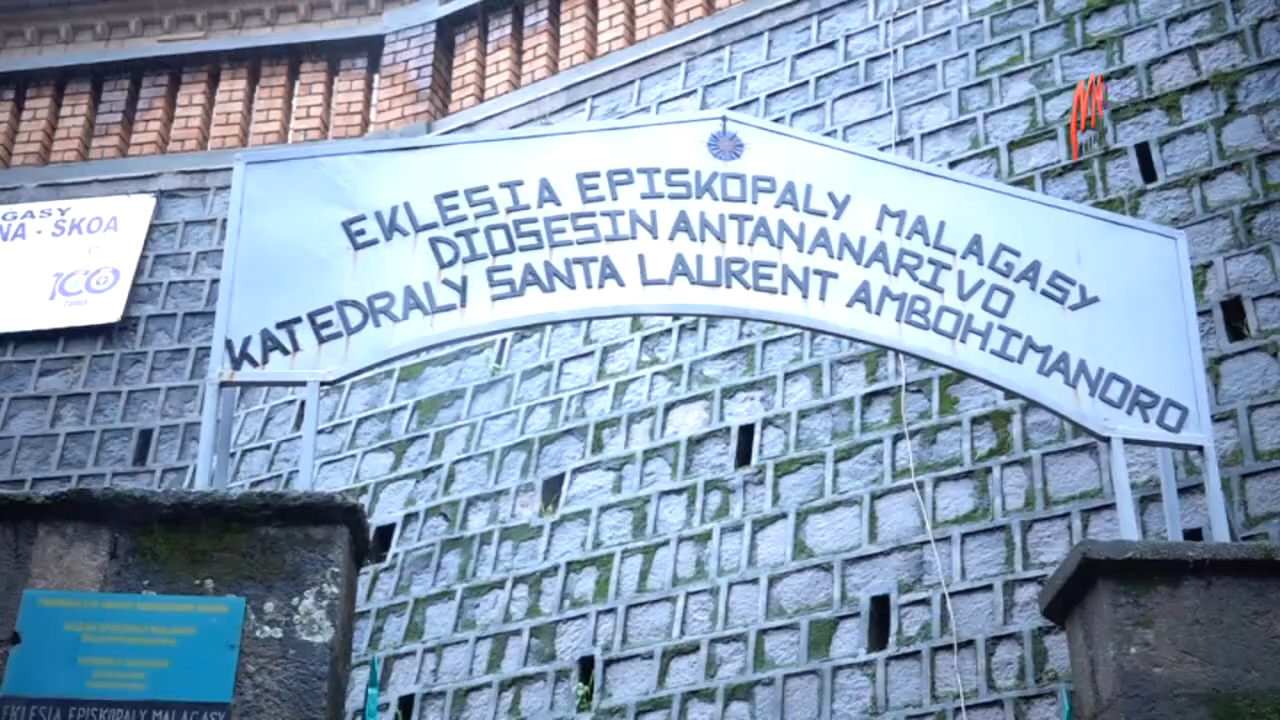 EKLESIA EPISKOPALY MALAGASY
DIOSESIN ANTANANARIVO
KATEDRALY SANTA LAURENT AMBOHIMANORO
GASY
NA - SKOA
100
EKLESIA EPISKOPALY MALAGASY